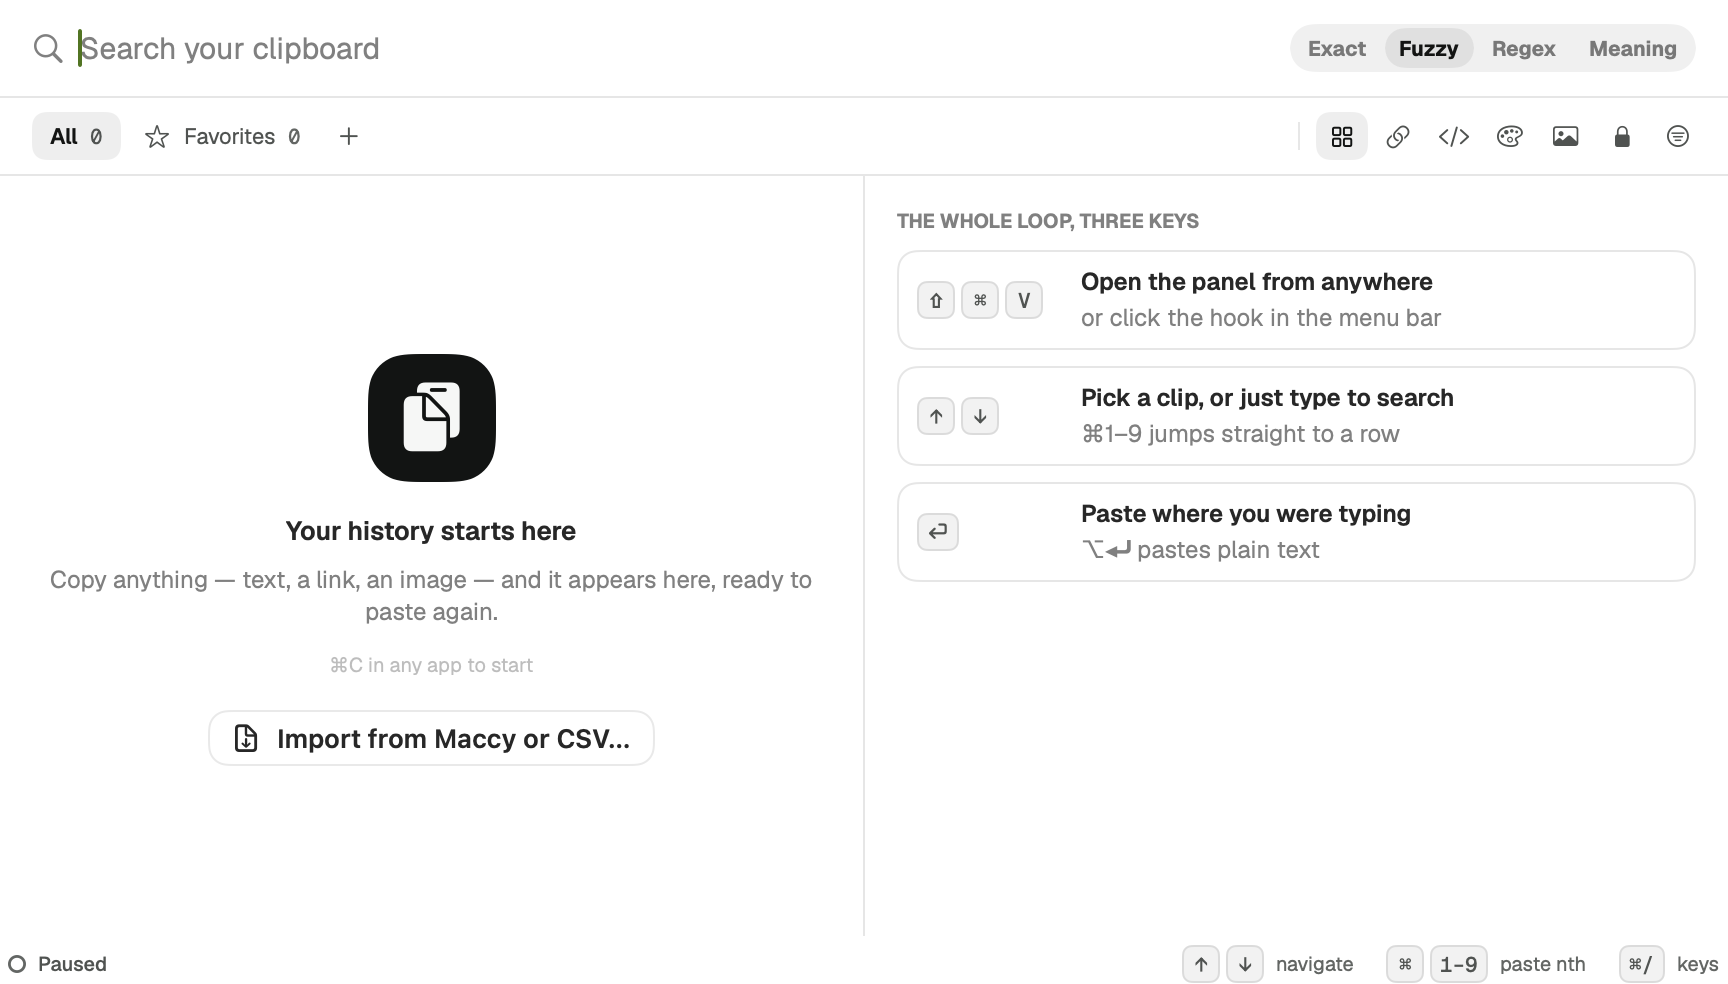 Search your clipboard
Exact Fuzzy Regex Meaning
All 0 Favorites 0 +
THE WHOLE LOOP, THREE KEYS
⇧ ⌘ V
Open the panel from anywhere
or click the hook in the menu bar
↑ ↓
Pick a clip, or just type to search
⌘1–9 jumps straight to a row
↩
Paste where you were typing
⌥↩ pastes plain text
Your history starts here
Copy anything — text, a link, an image — and it appears here, ready to
paste again.
⌘C in any app to start
Import from Maccy or CSV...
Paused
↑ ↓ navigate ⌘ 1–9 paste nth ⌘/ keys